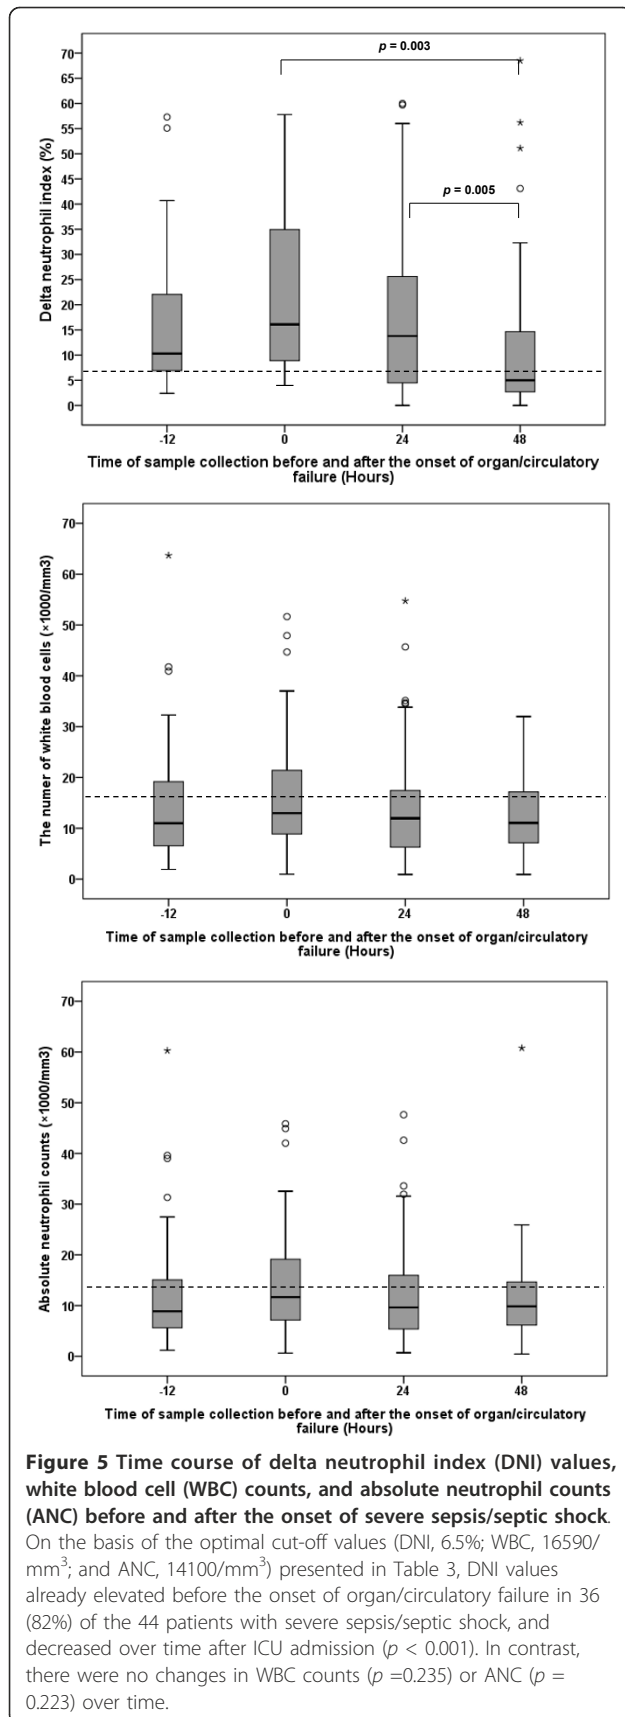 p = 0.003
p = 0.005
Delta neutrophil index (%)
70
65
60
55
50
45
40
35
30
25
20
15
10
5
0
-12 0 24 48
Time of sample collection before and after the onset of organ/circulatory
failure (Hours)
The numer of white blood cells (×1000/mm3)
70
60
50
40
30
20
10
0
-12 0 24 48
Time of sample collection before and after the onset of organ/circulatory
failure (Hours)
Absolute neutrophil counts (×1000/mm3)
70
60
50
40
30
20
10
0
-12 0 24 48
Time of sample collection before and after the onset of organ/circulatory
failure (Hours)
Figure 5 Time course of delta neutrophil index (DNI) values,
white blood cell (WBC) counts, and absolute neutrophil counts
(ANC) before and after the onset of severe sepsis/septic shock.
On the basis of the optimal cut-off values (DNI, 6.5%; WBC, 16590/
mm³; and ANC, 14100/mm³) presented in Table 3, DNI values
already elevated before the onset of organ/circulatory failure in 36
(82%) of the 44 patients with severe sepsis/septic shock, and
decreased over time after ICU admission (p < 0.001). In contrast,
there were no changes in WBC counts (p =0.235) or ANC (p =
0.223) over time.